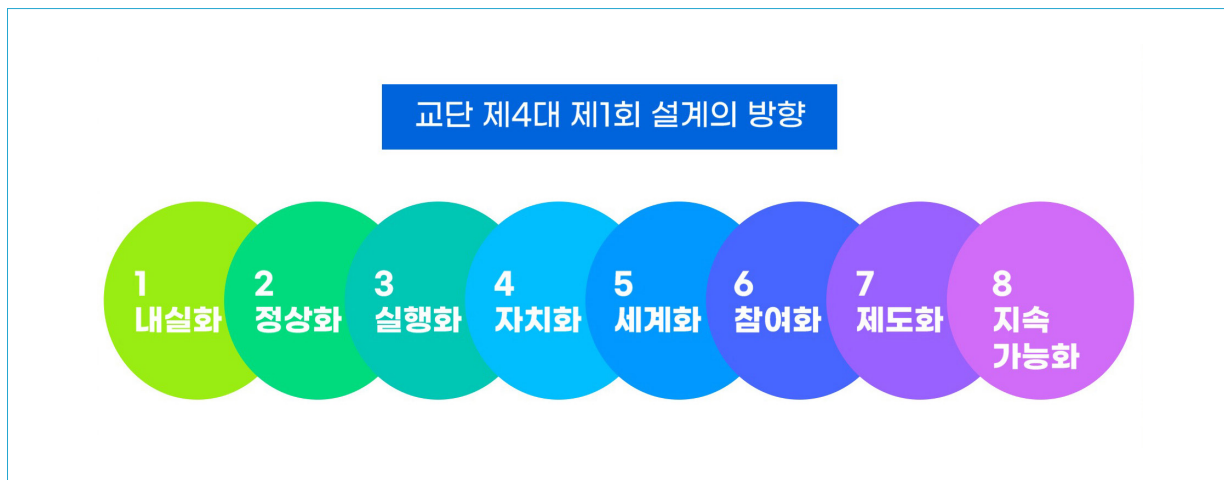 교단 제4대 제1회 설계의 방향
1
내실화
2
정상화
3
실행화
4
자치화
5
세계화
6
참여화
7
제도화
8
지속
가능화